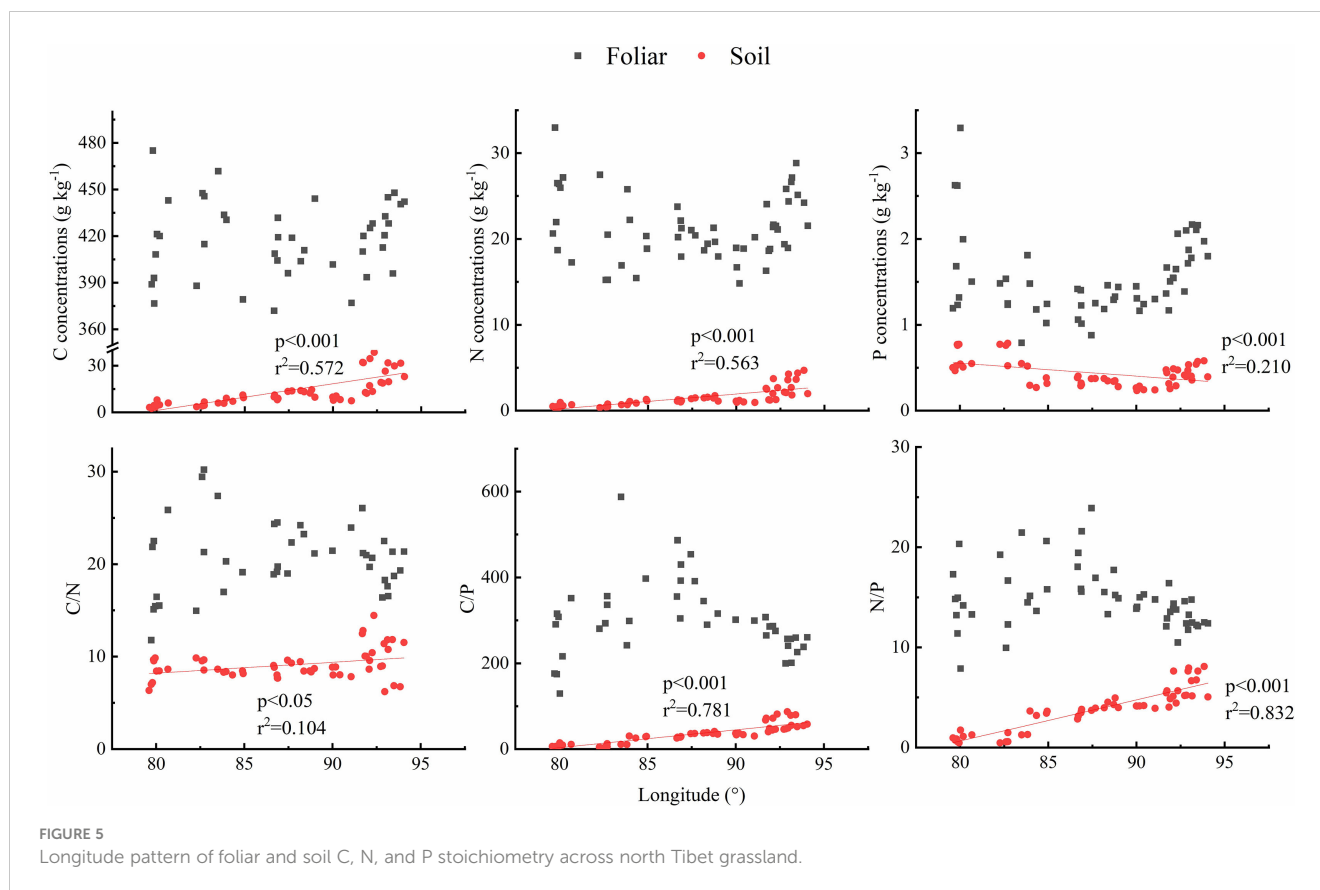 Foliar Soil
C concentrations (g kg⁻¹)
480
450
420
390
360
30
0
p<0.001
r²=0.572
N concentrations (g kg⁻¹)
30
20
10
0
p<0.001
r²=0.563
P concentrations (g kg⁻¹)
3
2
1
0
p<0.001
r²=0.210
C/N
30
20
10
0
p<0.05
r²=0.104
80 85 90 95
C/P
600
400
200
0
p<0.001
r²=0.781
80 85 90 95
N/P
30
20
10
0
p<0.001
r²=0.832
80 85 90 95
Longitude (°)
FIGURE 5
Longitude pattern of foliar and soil C, N, and P stoichiometry across north Tibet grassland.